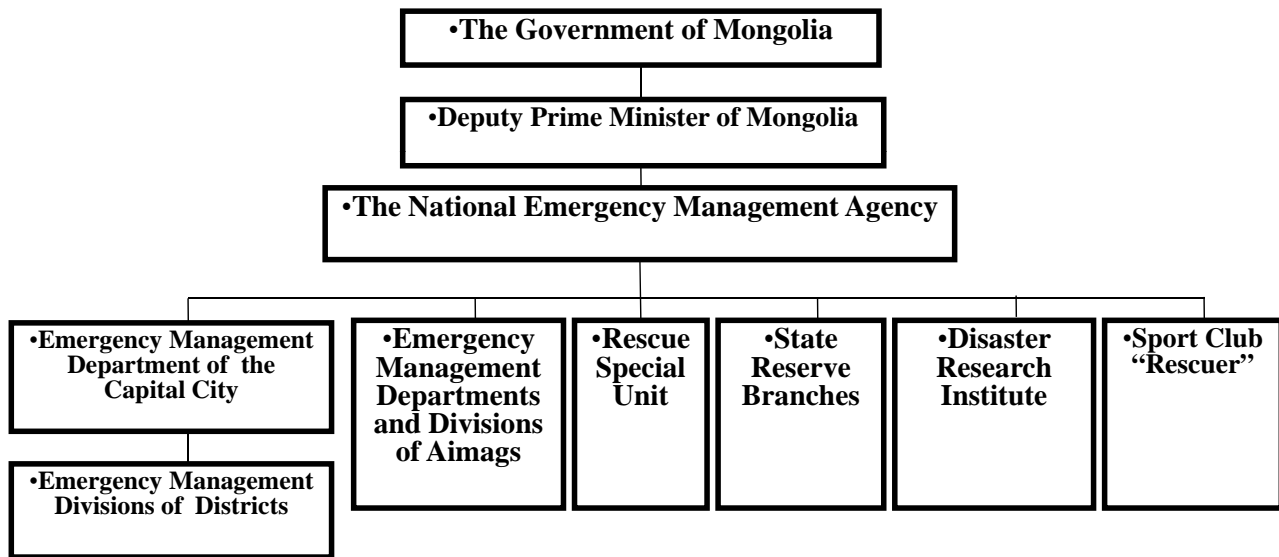 •The Government of Mongolia
•Deputy Prime Minister of Mongolia
•The National Emergency Management Agency
•Emergency Management
Department of the
Capital City
•Emergency Management
Divisions of Districts
•Emergency
Management
Departments
and Divisions
of Aimags
•Rescue
Special
Unit
•State
Reserve
Branches
•Disaster
Research
Institute
•Sport Club
“Rescuer”